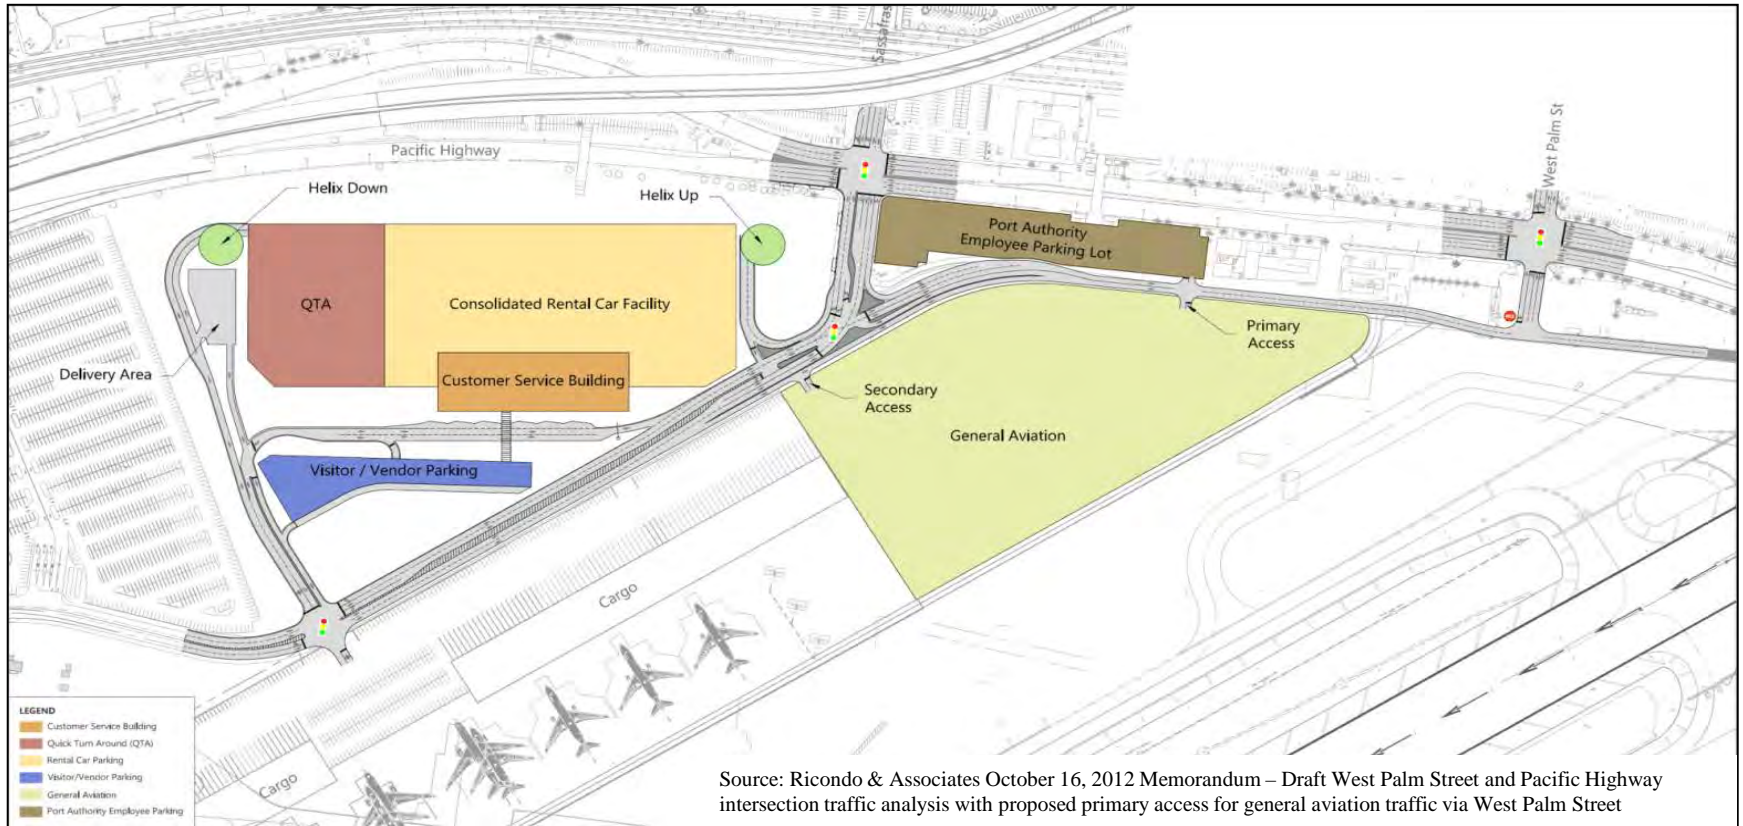 Sassafras
West Palm St
Pacific Highway
Helix Down
Helix Up
Port Authority
Employee Parking Lot
QTA
Consolidated Rental Car Facility
Primary
Access
Delivery Area
Customer Service Building
Secondary
Access
General Aviation
Visitor / Vendor Parking
Cargo
Cargo
LEGEND
Customer Service Building
Quick Turn Around (QTA)
Rental Car Parking
Visitor/Vendor Parking
General Aviation
Port Authority Employee Parking
Source: Ricondo & Associates October 16, 2012 Memorandum – Draft West Palm Street and Pacific Highway
intersection traffic analysis with proposed primary access for general aviation traffic via West Palm Street